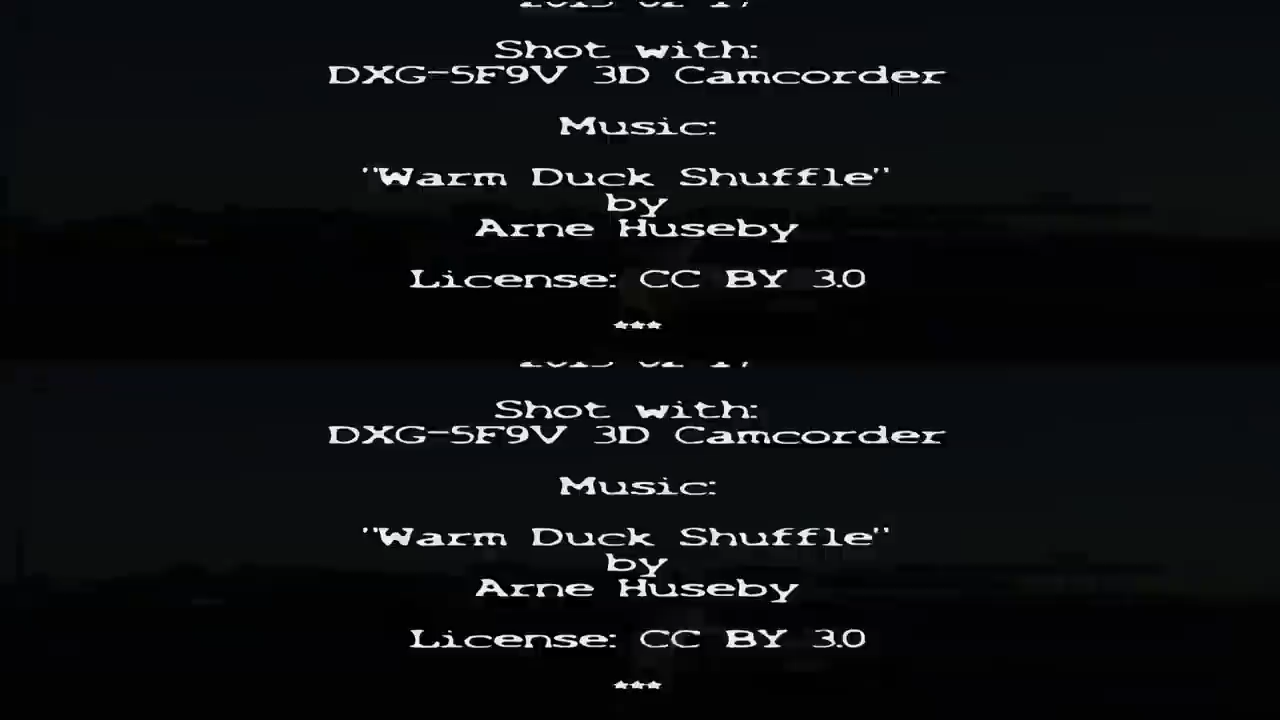 Shot with:
DXG-5F9V 3D Camcorder
Music:
"Warm Duck Shuffle"
by
Arne Huseby
License: CC BY 3.0
***
Shot with:
DXG-5F9V 3D Camcorder
Music:
"Warm Duck Shuffle"
by
Arne Huseby
License: CC BY 3.0
***